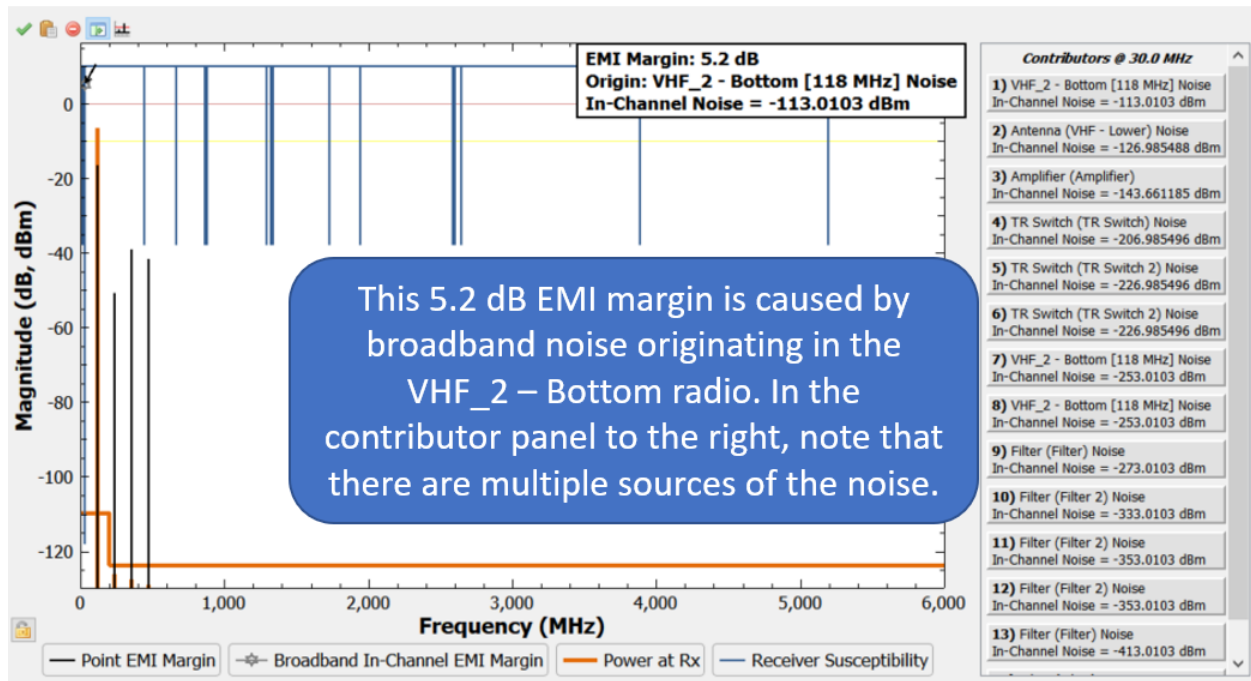 EMI Margin: 5.2 dB
Origin: VHF_2 - Bottom [118 MHz] Noise
In-Channel Noise = -113.0103 dBm
Magnitude (dB, dBm)
0
-20
-40
-60
-80
-100
-120
This 5.2 dB EMI margin is caused by
broadband noise originating in the
VHF_2 – Bottom radio. In the
contributor panel to the right, note that
there are multiple sources of the noise.
0 1,000 2,000 3,000 4,000 5,000 6,000
Frequency (MHz)
Point EMI Margin Broadband In-Channel EMI Margin Power at Rx Receiver Susceptibility
Contributors @ 30.0 MHz
1) VHF_2 - Bottom [118 MHz] Noise
In-Channel Noise = -113.0103 dBm
2) Antenna (VHF - Lower) Noise
In-Channel Noise = -126.985488 dBm
3) Amplifier (Amplifier)
In-Channel Noise = -143.661185 dBm
4) TR Switch (TR Switch) Noise
In-Channel Noise = -206.985496 dBm
5) TR Switch (TR Switch 2) Noise
In-Channel Noise = -226.985496 dBm
6) TR Switch (TR Switch 2) Noise
In-Channel Noise = -226.985496 dBm
7) VHF_2 - Bottom [118 MHz] Noise
In-Channel Noise = -253.0103 dBm
8) VHF_2 - Bottom [118 MHz] Noise
In-Channel Noise = -253.0103 dBm
9) Filter (Filter) Noise
In-Channel Noise = -273.0103 dBm
10) Filter (Filter 2) Noise
In-Channel Noise = -333.0103 dBm
11) Filter (Filter 2) Noise
In-Channel Noise = -353.0103 dBm
12) Filter (Filter 2) Noise
In-Channel Noise = -353.0103 dBm
13) Filter (Filter) Noise
In-Channel Noise = -413.0103 dBm